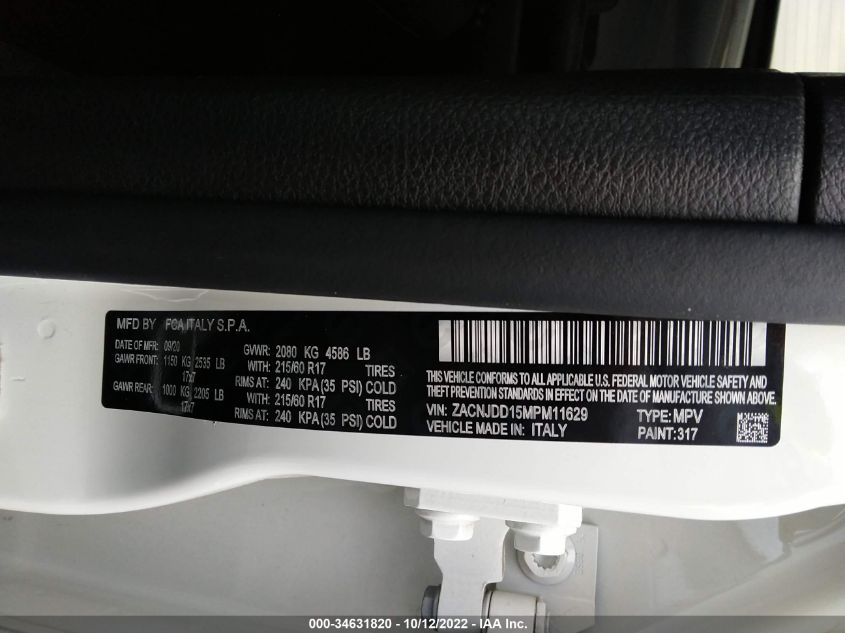 MFD BY FCA ITALY S.P.A.
DATE OF MFR: 09/20 GVWR: 2080 KG 4586 LB
GAWR FRONT: 1150 KG 2535 LB WITH: 215/60 R17 TIRES
17x7 RIMS AT: 240 KPA (35 PSI) COLD
GAWR REAR: 1000 KG 2205 LB WITH: 215/60 R17 TIRES
17x7 RIMS AT: 240 KPA (35 PSI) COLD
THIS VEHICLE CONFORMS TO ALL APPLICABLE U.S. FEDERAL MOTOR VEHICLE SAFETY AND
THEFT PREVENTION STANDARDS IN EFFECT ON THE DATE OF MANUFACTURE SHOWN ABOVE
VIN: ZACNJDD15MPM11629 TYPE: MPV
VEHICLE MADE IN: ITALY PAINT:317
000-34631820 - 10/12/2022 - IAA Inc.